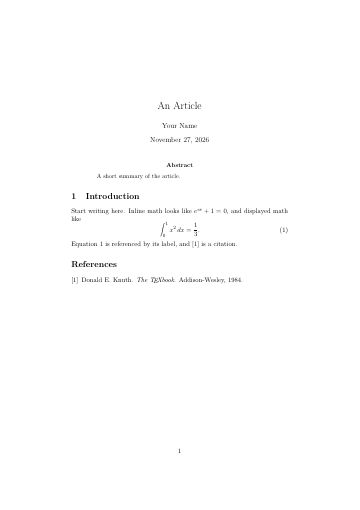 An Article
Your Name
November 27, 2026
Abstract
A short summary of the article.
1 Introduction
Start writing here. Inline math looks like e^{iπ} + 1 = 0, and displayed math
like
∫_0^1 x^2 dx = 1/3 (1)
Equation 1 is referenced by its label, and [1] is a citation.
References
[1] Donald E. Knuth. The TEXbook. Addison-Wesley, 1984.
1